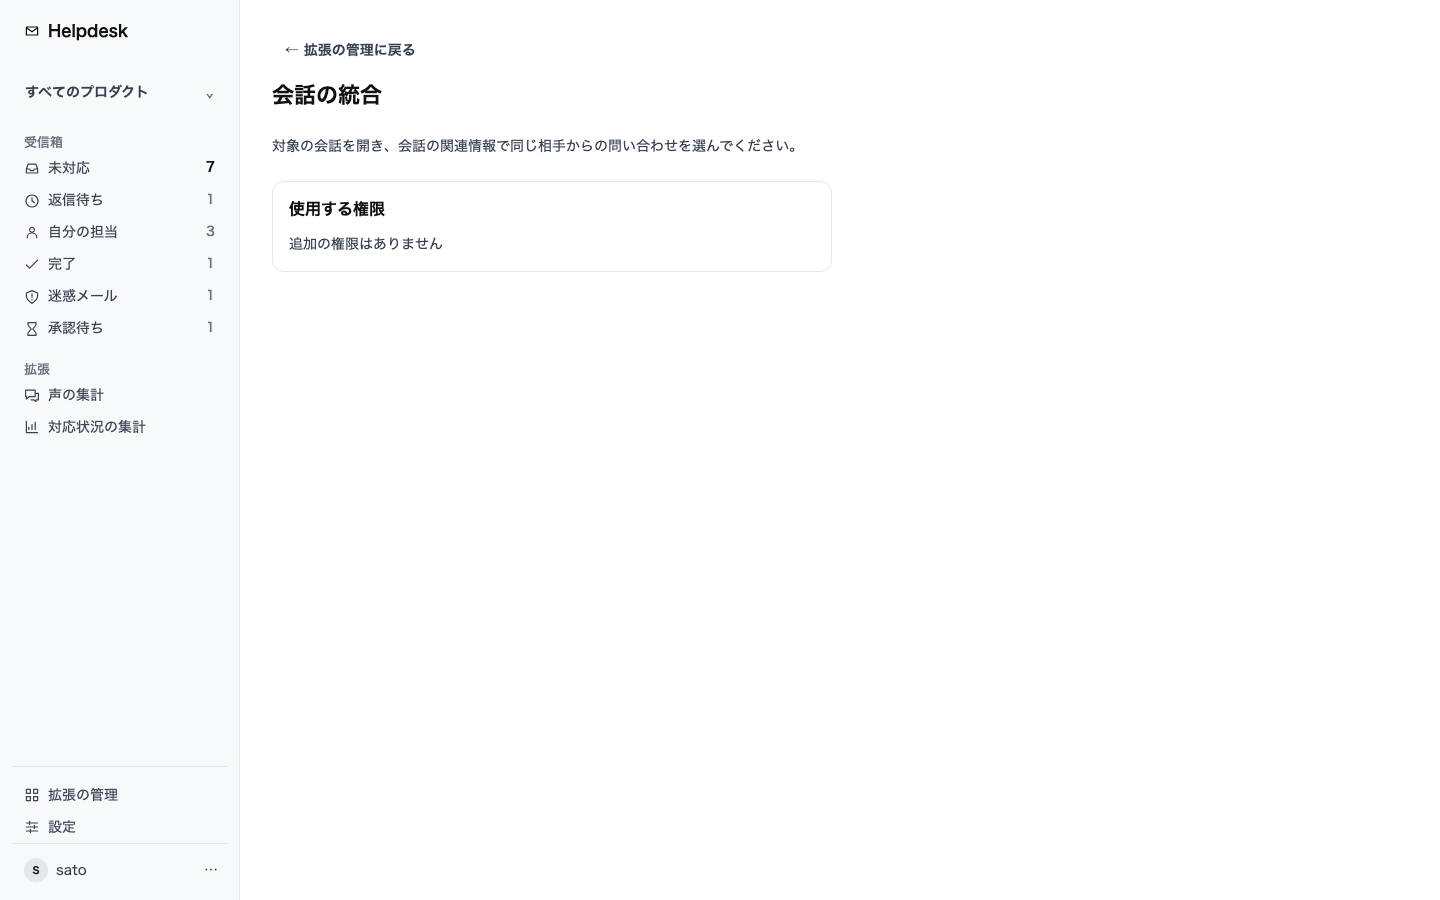 Helpdesk
すべてのプロダクト
受信箱
未対応 7
返信待ち 1
自分の担当 3
完了 1
迷惑メール 1
承認待ち 1
拡張
声の集計
対応状況の集計
拡張の管理
設定
S sato ...
← 拡張の管理に戻る
会話の統合
対象の会話を開き、会話の関連情報で同じ相手からの問い合わせを選んでください。
使用する権限
追加の権限はありません